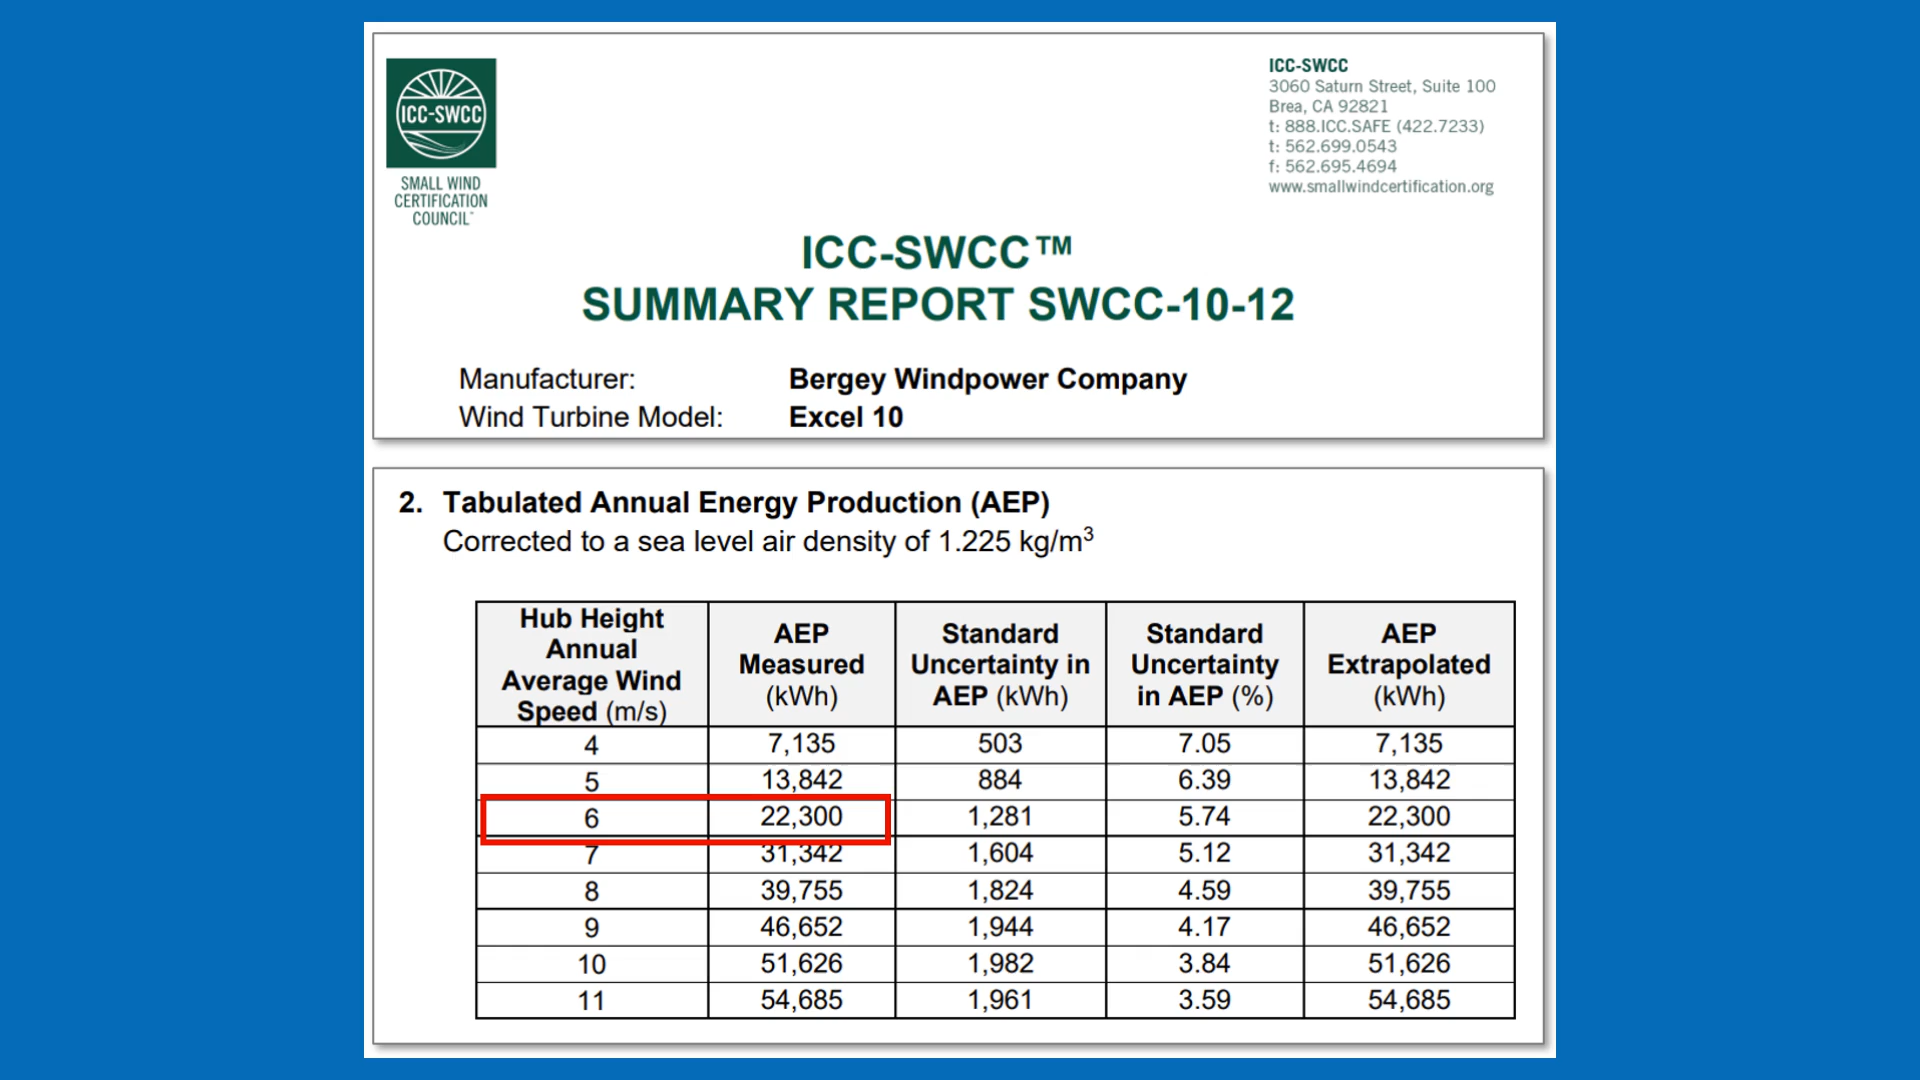 ICC-SWCC
SMALL WIND
CERTIFICATION
COUNCIL™
ICC-SWCC
3060 Saturn Street, Suite 100
Brea, CA 92821
t: 888.ICC.SAFE (422.7233)
t: 562.699.0543
f: 562.695.4694
www.smallwindcertification.org
ICC-SWCC™
SUMMARY REPORT SWCC-10-12
Manufacturer: Bergey Windpower Company
Wind Turbine Model: Excel 10
2. Tabulated Annual Energy Production (AEP)
Corrected to a sea level air density of 1.225 kg/m³
Hub Height
Annual
Average Wind
Speed (m/s)
AEP
Measured
(kWh)
Standard
Uncertainty in
AEP (kWh)
Standard
Uncertainty
in AEP (%)
AEP
Extrapolated
(kWh)
4 7,135 503 7.05 7,135
5 13,842 884 6.39 13,842
6 22,300 1,281 5.74 22,300
7 31,342 1,604 5.12 31,342
8 39,755 1,824 4.59 39,755
9 46,652 1,944 4.17 46,652
10 51,626 1,982 3.84 51,626
11 54,685 1,961 3.59 54,685